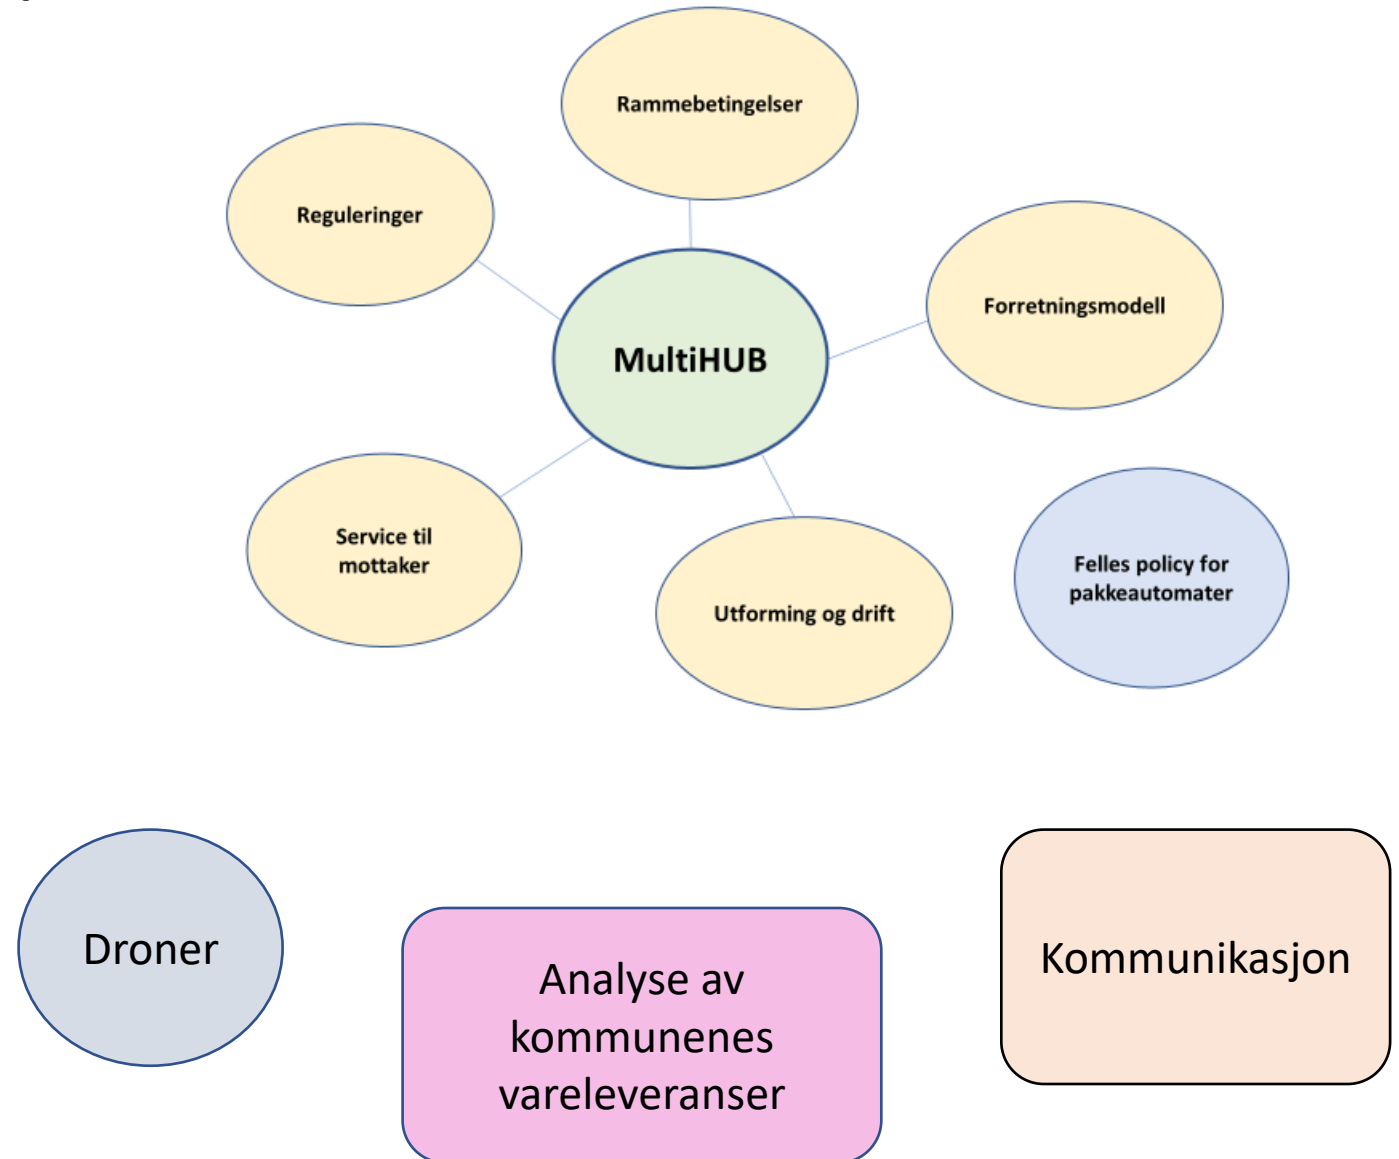 Rammebetingelser
Reguleringer
Forretningsmodell
MultiHUB
Service til
mottaker
Utforming og drift
Felles policy for
pakkeautomater
Droner
Analyse av
kommunenes
vareleveranser
Kommunikasjon